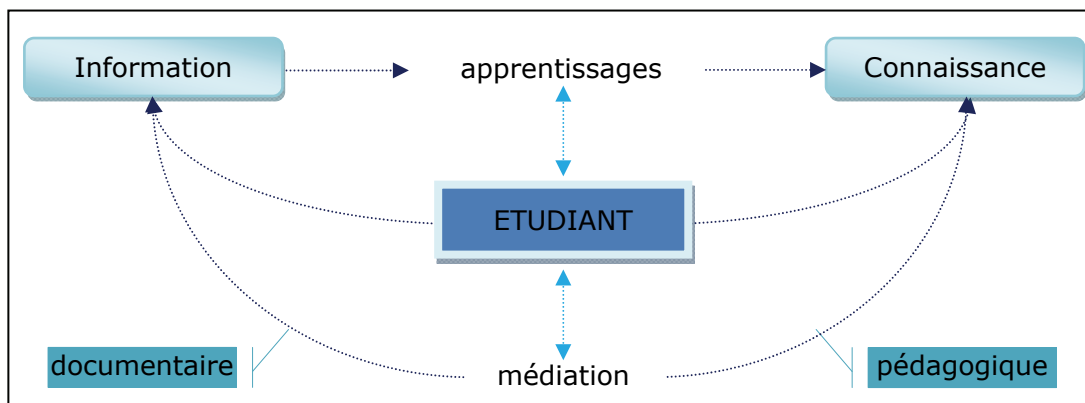 Information
apprentissages
Connaissance
ETUDIANT
documentaire
médiation
pédagogique